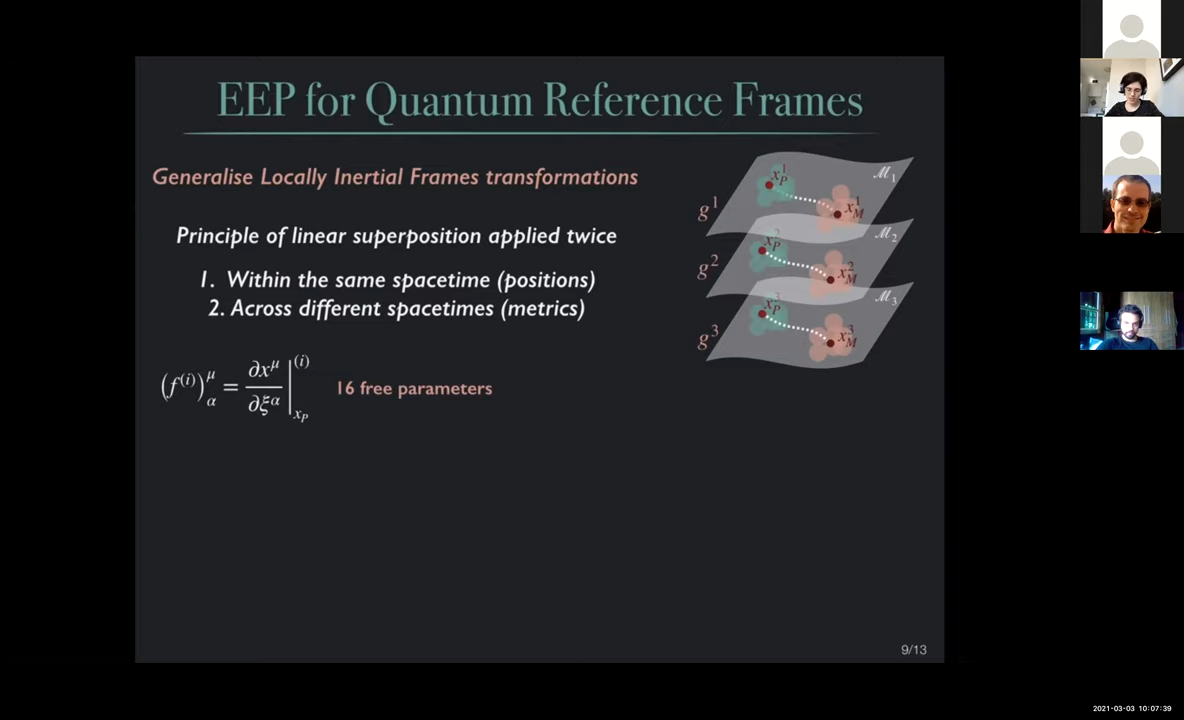 EEP for Quantum Reference Frames
Generalise Locally Inertial Frames transformations
Principle of linear superposition applied twice
1. Within the same spacetime (positions)
2. Across different spacetimes (metrics)
(f^{(i)})^μ_α = ∂x^μ/∂ξ^α |^{(i)}_{x_P} 16 free parameters
g^1 x_P^1 x_M^1 ℳ_1
g^2 x_P^2 x_M^2 ℳ_2
g^3 x_P^3 x_M^3 ℳ_3
9/13
2021-03-03 10:07:39